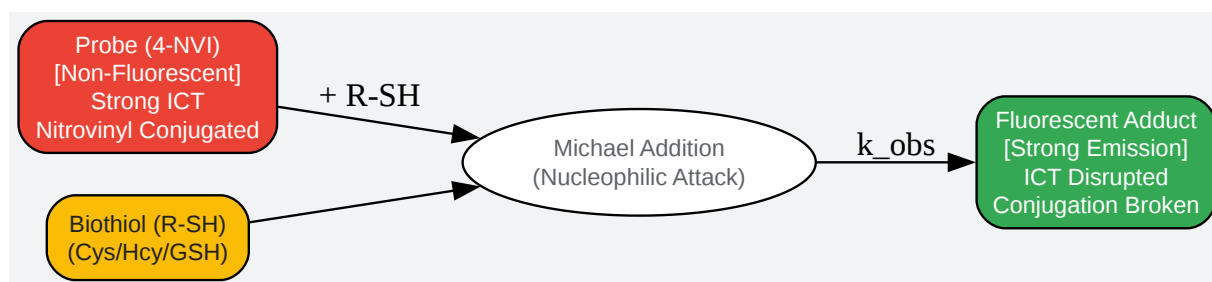 Probe (4-NVI)
[Non-Fluorescent]
Strong ICT
Nitrovinyl Conjugated
+ R-SH
Biothiol (R-SH)
(Cys/Hcy/GSH)
Michael Addition
(Nucleophilic Attack)
k_obs
Fluorescent Adduct
[Strong Emission]
ICT Disrupted
Conjugation Broken